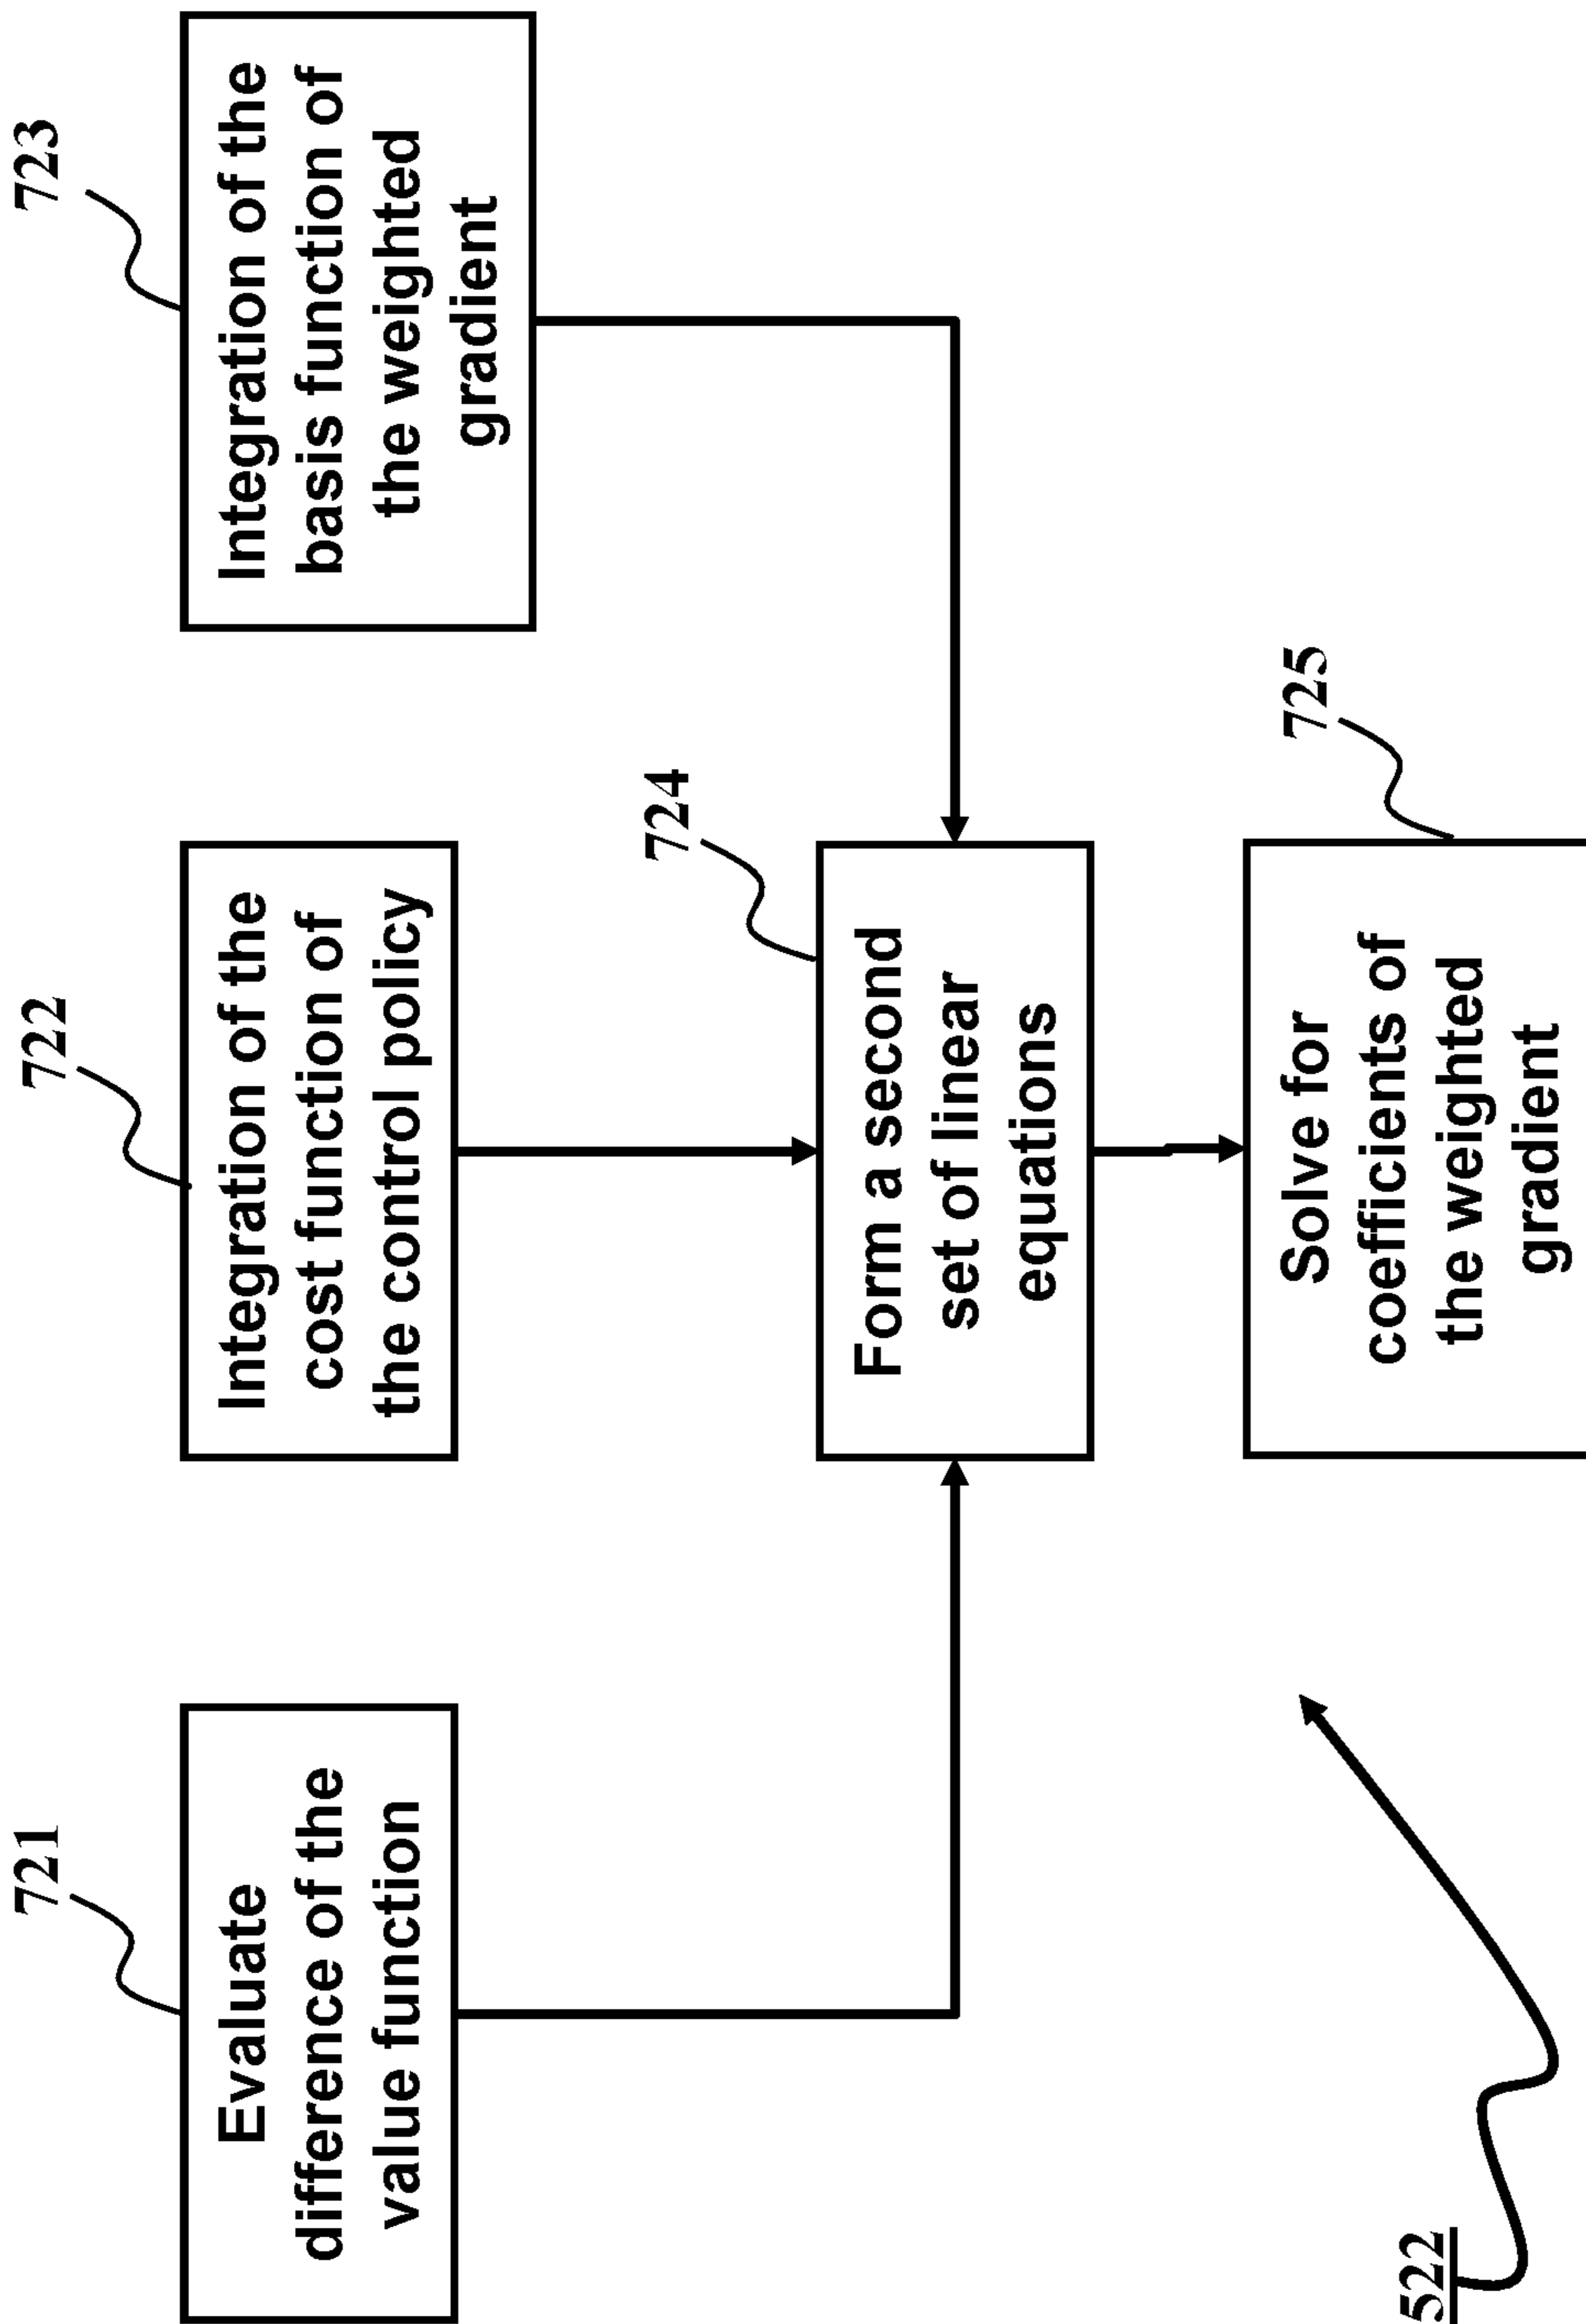 721
Evaluate
difference of the
value function
722
Integration of the
cost function of
the control policy
723
Integration of the
basis function of
the weighted
gradient
724
Form a second
set of linear
equations
725
Solve for
coefficients of
the weighted
gradient
522